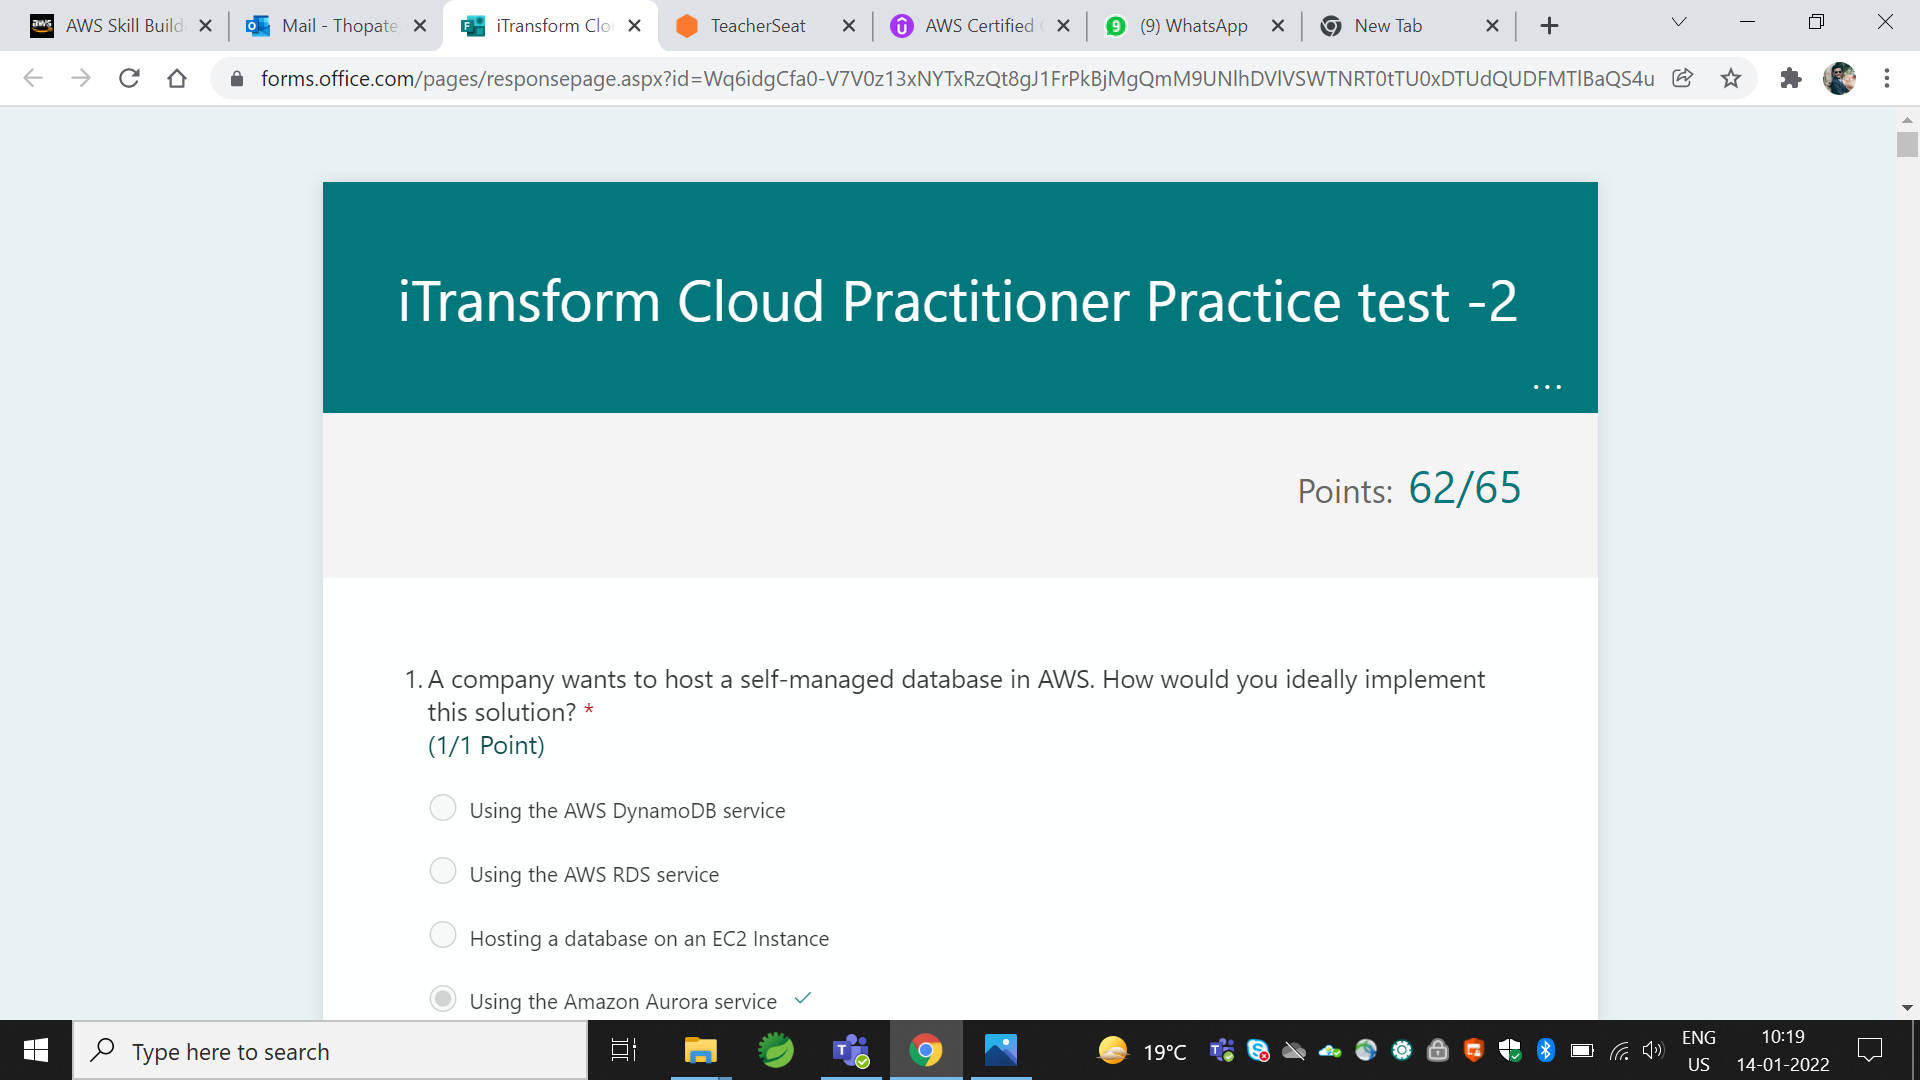 AWS Skill Build
Mail - Thopate
iTransform Clo
TeacherSeat
AWS Certified
(9) WhatsApp
New Tab
forms.office.com/pages/responsepage.aspx?id=Wq6idgCfa0-V7V0z13xNYTxRzQt8gJ1FrPkBjMgQmM9UNlhDVlVSWTNRT0tTU0xDTUdQUDFMTlBaQS4u
iTransform Cloud Practitioner Practice test -2
...
Points: 62/65
1. A company wants to host a self-managed database in AWS. How would you ideally implement
this solution? *
(1/1 Point)
Using the AWS DynamoDB service
Using the AWS RDS service
Hosting a database on an EC2 Instance
Using the Amazon Aurora service
Type here to search
19°C
ENG
US
10:19
14-01-2022